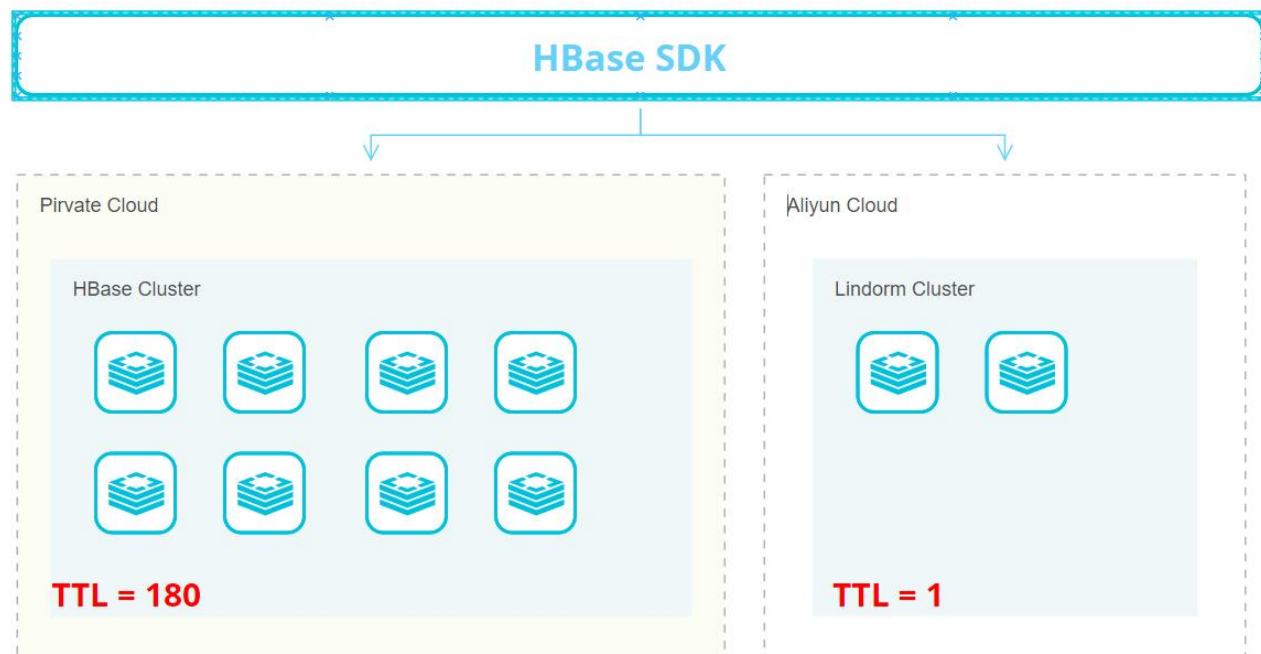 HBase SDK
Pirvate Cloud
Aliyun Cloud
HBase Cluster
Lindorm Cluster
TTL = 180
TTL = 1